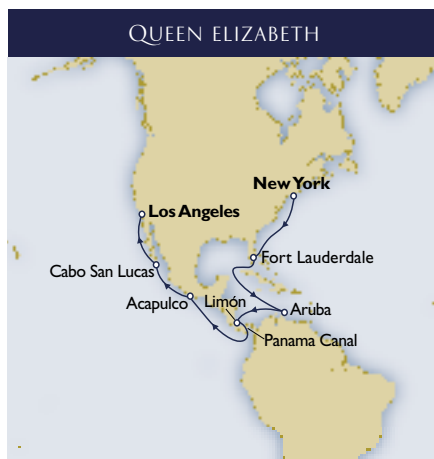 QUEEN ELIZABETH
New York
Los Angeles
Fort Lauderdale
Cabo San Lucas
Acapulco
Limón
Aruba
Panama Canal